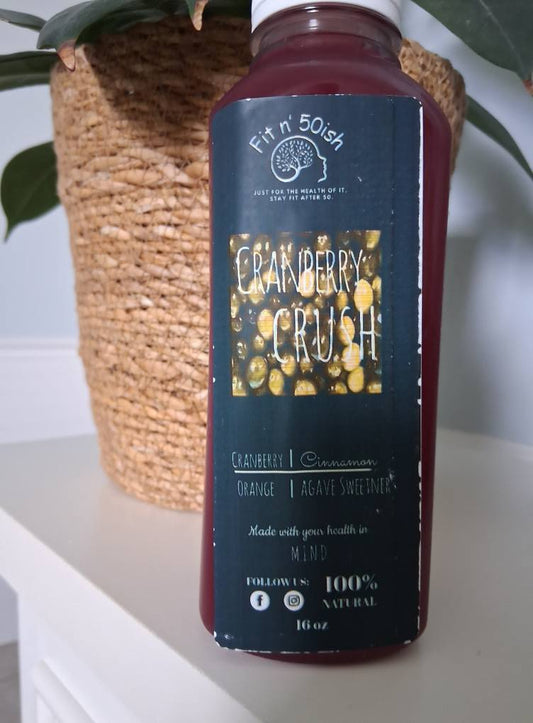 Fit n' 50ish
JUST FOR THE HEALTH OF IT.
STAY FIT AFTER 50.
CRANBERRY
CRUSH
CRANBERRY | Cinnamon
ORANGE | AGAVE SWEETNER
Made with your health in
MIND
FOLLOW US: 100%
NATURAL
16 oz